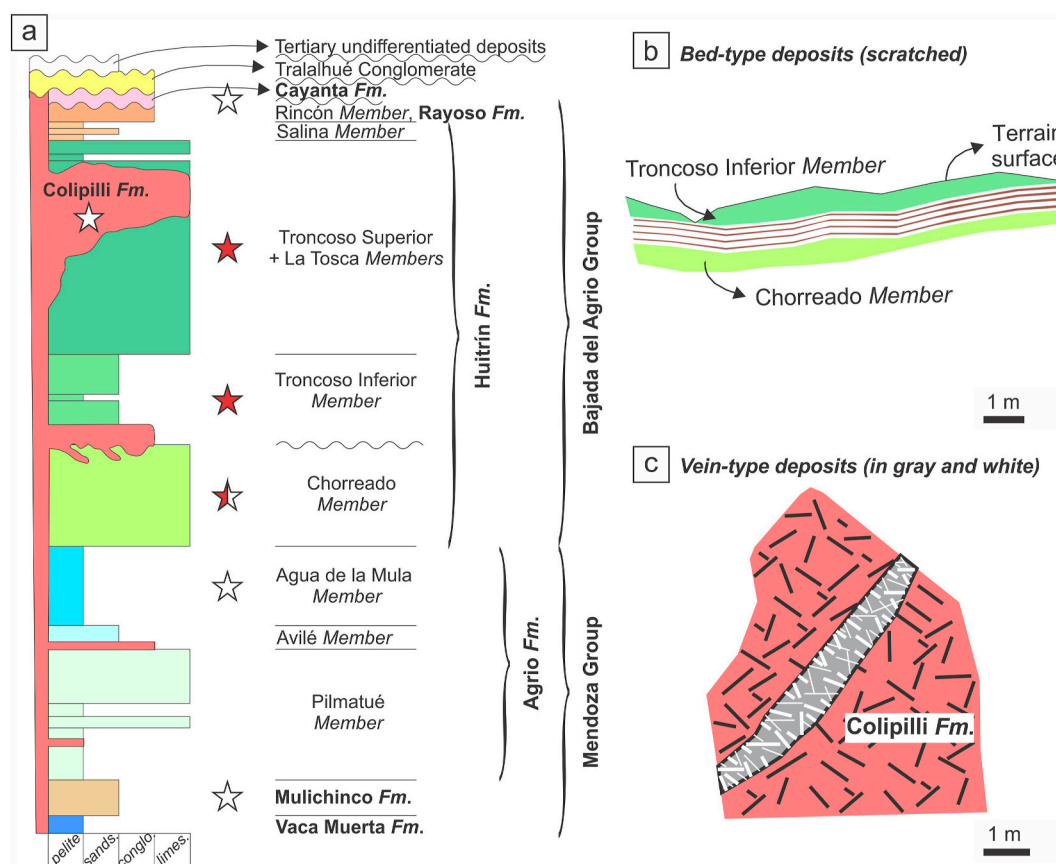 a
Tertiary undifferentiated deposits
Tralalhué Conglomerate
Cayanta Fm.
Rincón Member, Rayoso Fm.
Salina Member
Colipilli Fm.
Troncoso Superior
+ La Tosca Members
Troncoso Inferior
Member
Chorreado
Member
Agua de la Mula
Member
Avilé Member
Pilmatué
Member
Mulichinco Fm.
Vaca Muerta Fm.
Huitrín Fm.
Agrio Fm.
Bajada del Agrio Group
Mendoza Group
pelite
sands.
conglo.
limes.
b
Bed-type deposits (scratched)
Terrain
surface
Troncoso Inferior Member
Chorreado Member
1 m
c
Vein-type deposits (in gray and white)
Colipilli Fm.
1 m